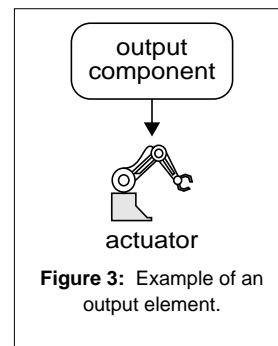 output
component
actuator
Figure 3: Example of an
output element.